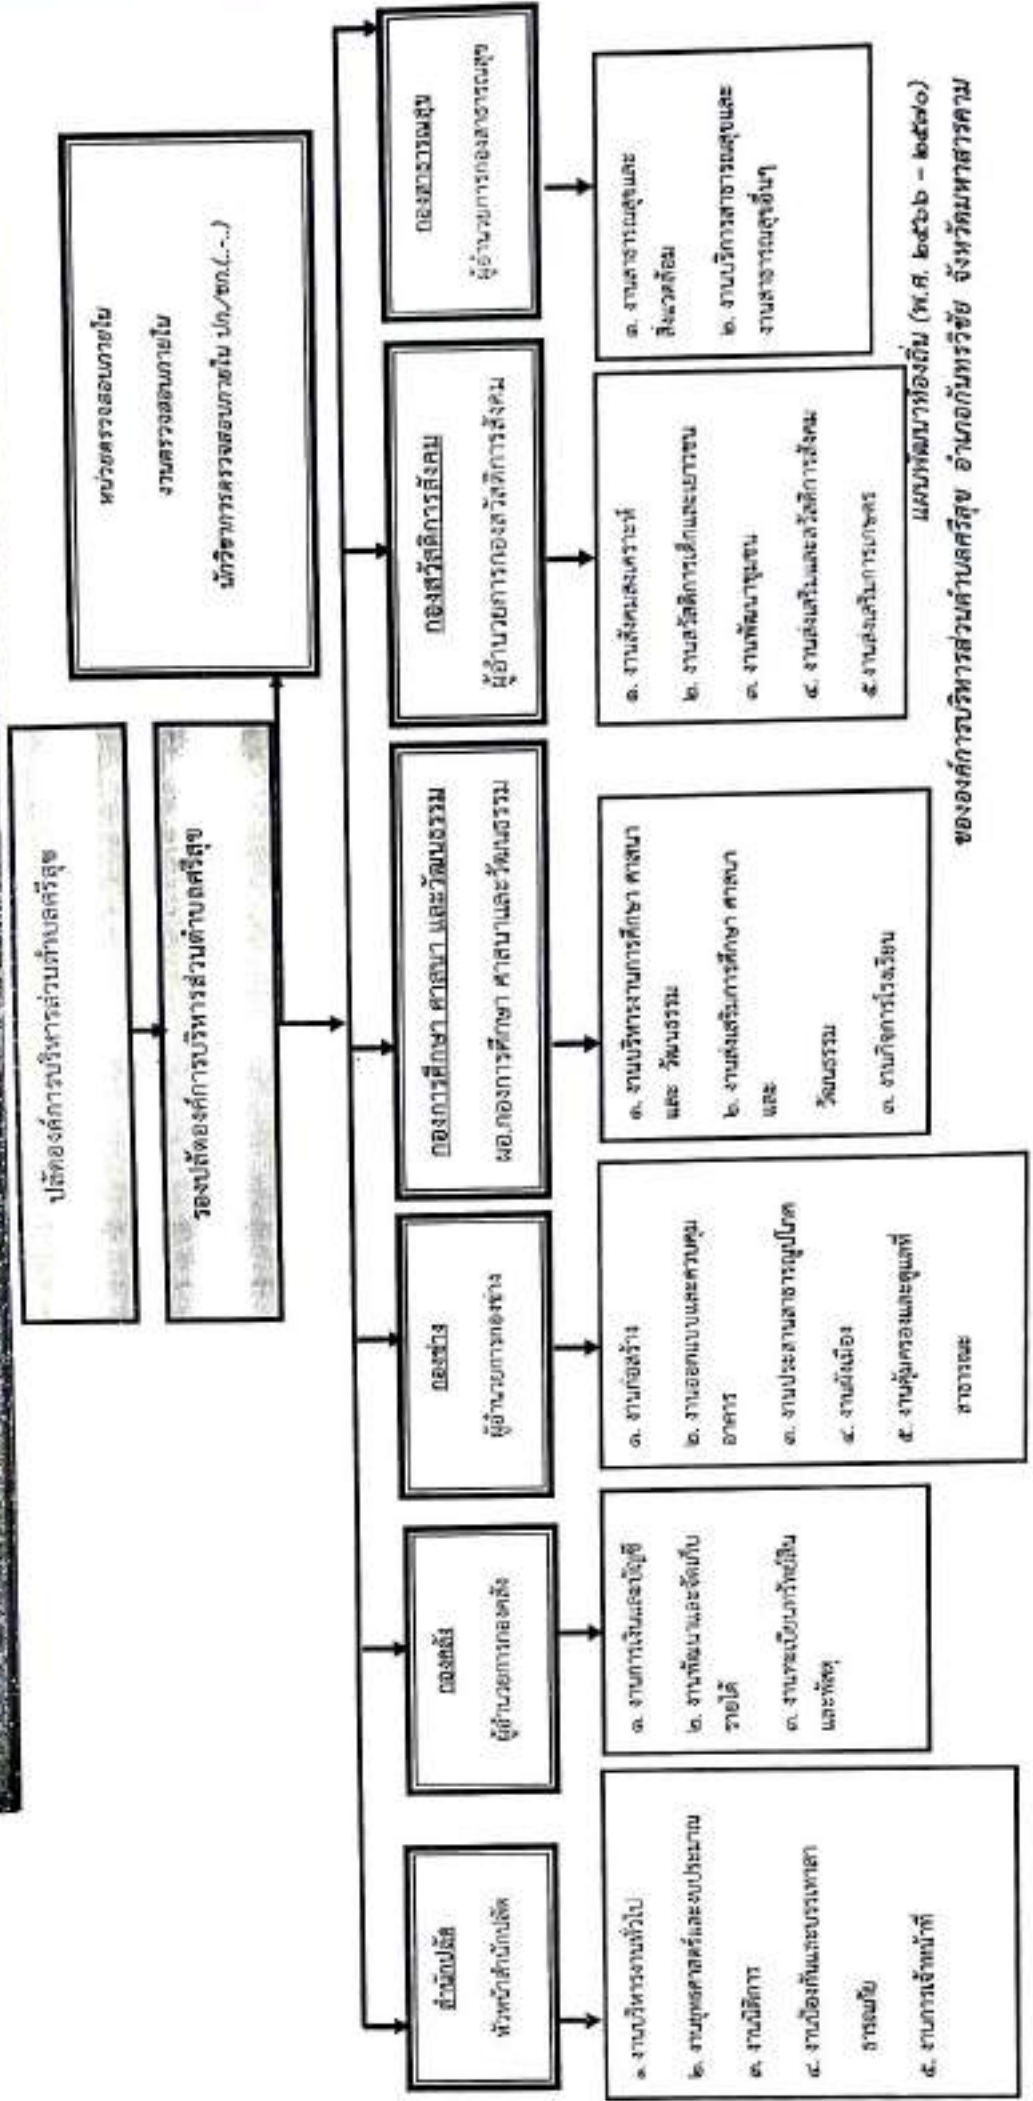 ปลัดองค์การบริหารส่วนตำบลศรีสุข
รองปลัดองค์การบริหารส่วนตำบลศรีสุข
หน่วยตรวจสอบภายใน
งานตรวจสอบภายใน
นักวิชาการตรวจสอบภายใน ปก./ชก.(..-..)
สำนักปลัด
หัวหน้าสำนักปลัด
กองคลัง
ผู้อำนวยการกองคลัง
กองช่าง
ผู้อำนวยการกองช่าง
กองการศึกษา ศาสนา และวัฒนธรรม
ผอ.กองการศึกษา ศาสนาและวัฒนธรรม
กองสวัสดิการสังคม
ผู้อำนวยการกองสวัสดิการสังคม
กองสาธารณสุข
ผู้อำนวยการกองสาธารณสุข
๑. งานบริหารงานทั่วไป
๒. งานยุทธศาสตร์และงบประมาณ
๓. งานนิติการ
๔. งานป้องกันและบรรเทาสา
ธารณภัย
๕. งานการเจ้าหน้าที่
๑. งานการเงินและบัญชี
๒. งานพัฒนาและจัดเก็บ
รายได้
๓. งานทะเบียนทรัพย์สิน
และพัสดุ
๑. งานก่อสร้าง
๒. งานออกแบบและควบคุม
อาคาร
๓. งานประสานสาธารณูปโภค
๔. งานผังเมือง
๕. งานคุ้มครองและดูแลที่
สาธารณะ
๑. งานบริหารงานการศึกษา ศาสนา
และ วัฒนธรรม
๒. งานส่งเสริมการศึกษา ศาสนา
และ
วัฒนธรรม
๓. งานกิจการโรงเรียน
๑. งานสังคมสงเคราะห์
๒. งานสวัสดิการเด็กและเยาวชน
๓. งานพัฒนาชุมชน
๔. งานส่งเสริมและสวัสดิการสังคม
๕.งานส่งเสริมการเกษตร
๑. งานสาธารณสุขและ
สิ่งแวดล้อม
๒. งานบริการสาธารณสุขและ
งานสาธารณสุขอื่นๆ
แผนพัฒนาท้องถิ่น (พ.ศ. ๒๕๖๖ – ๒๕๗๐)
ขององค์การบริหารส่วนตำบลศรีสุข อำเภอกันทรวิชัย จังหวัดมหาสารคาม